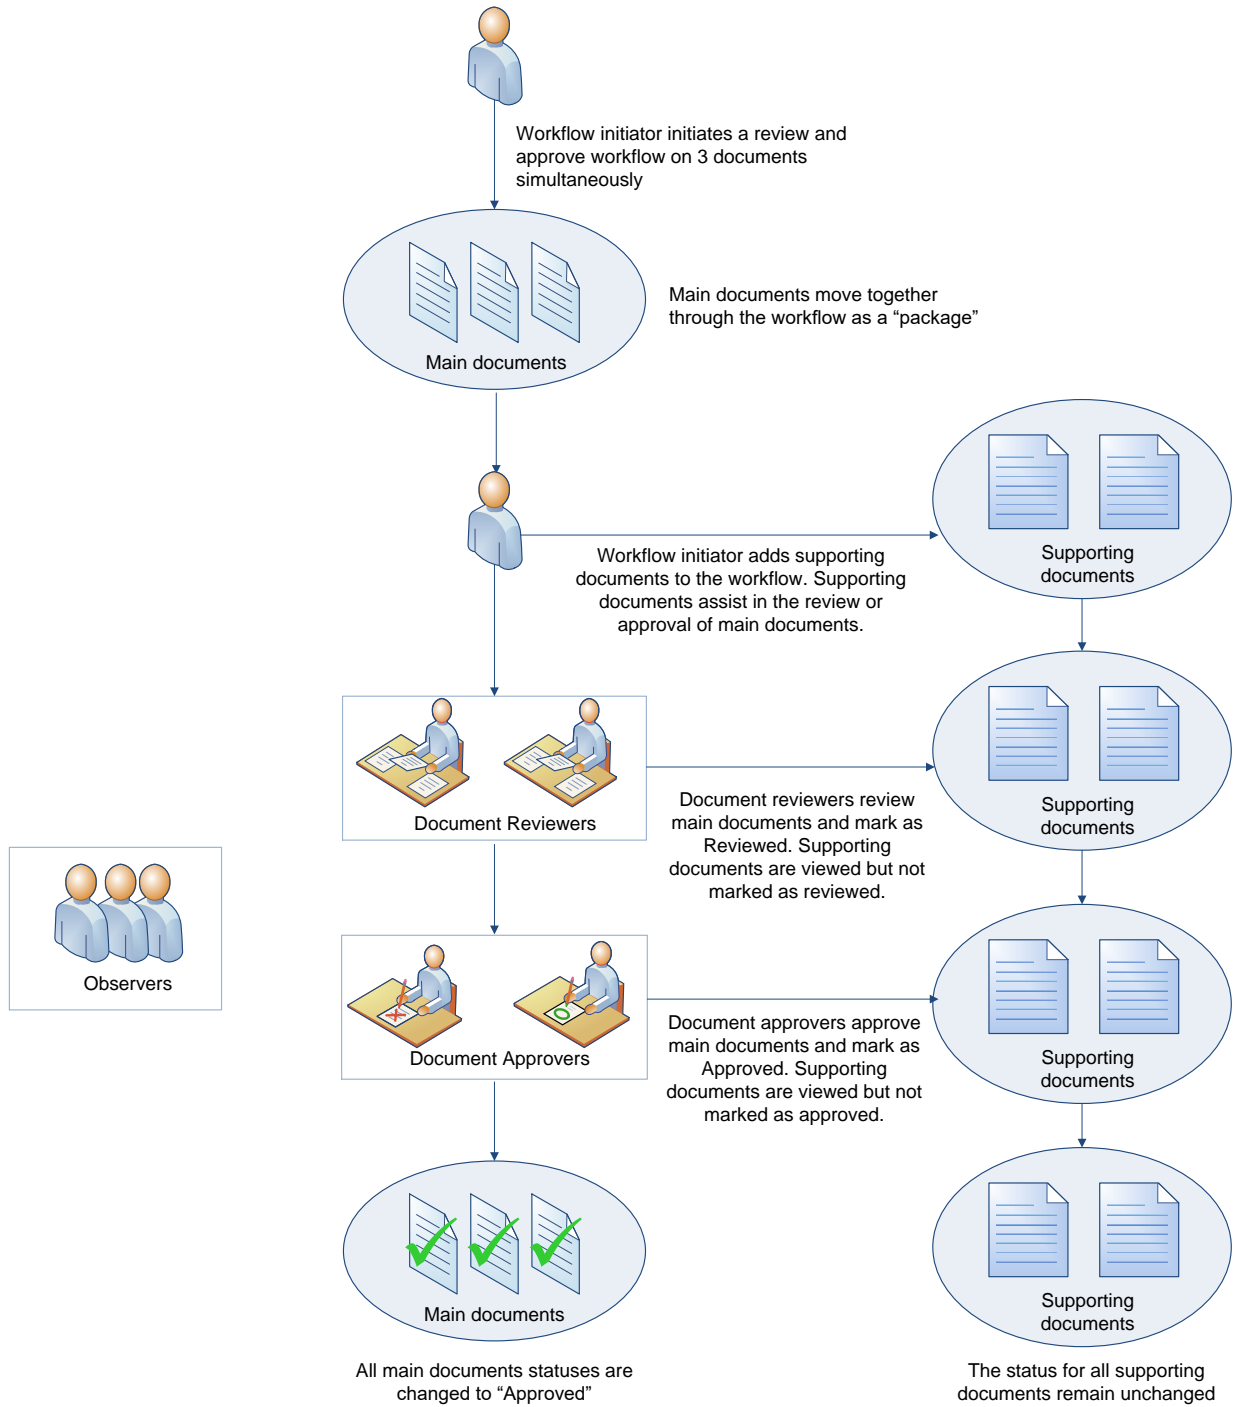 Workflow initiator initiates a review and
approve workflow on 3 documents
simultaneously
Main documents
Main documents move together
through the workflow as a “package”
Supporting
documents
Workflow initiator adds supporting
documents to the workflow. Supporting
documents assist in the review or
approval of main documents.
Document Reviewers
Document reviewers review
main documents and mark as
Reviewed. Supporting
documents are viewed but not
marked as reviewed.
Supporting
documents
Observers
Document Approvers
Document approvers approve
main documents and mark as
Approved. Supporting
documents are viewed but not
marked as approved.
Supporting
documents
Main documents
Supporting
documents
All main documents statuses are
changed to “Approved”
The status for all supporting
documents remain unchanged